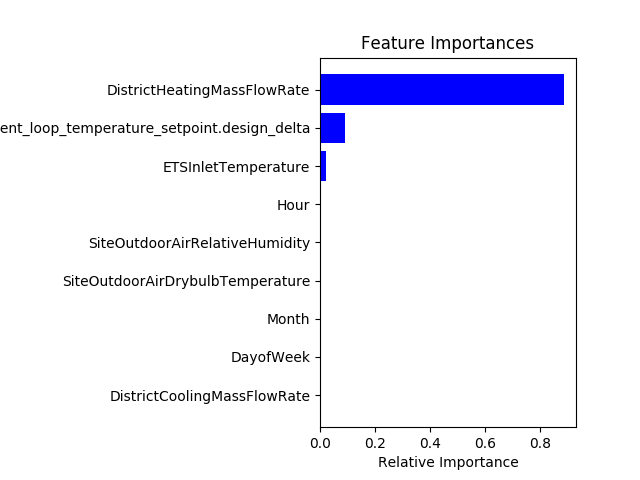 Feature Importances
DistrictHeatingMassFlowRate
ent_loop_temperature_setpoint.design_delta
ETSInletTemperature
Hour
SiteOutdoorAirRelativeHumidity
SiteOutdoorAirDrybulbTemperature
Month
DayofWeek
DistrictCoolingMassFlowRate
0.0 0.2 0.4 0.6 0.8
Relative Importance